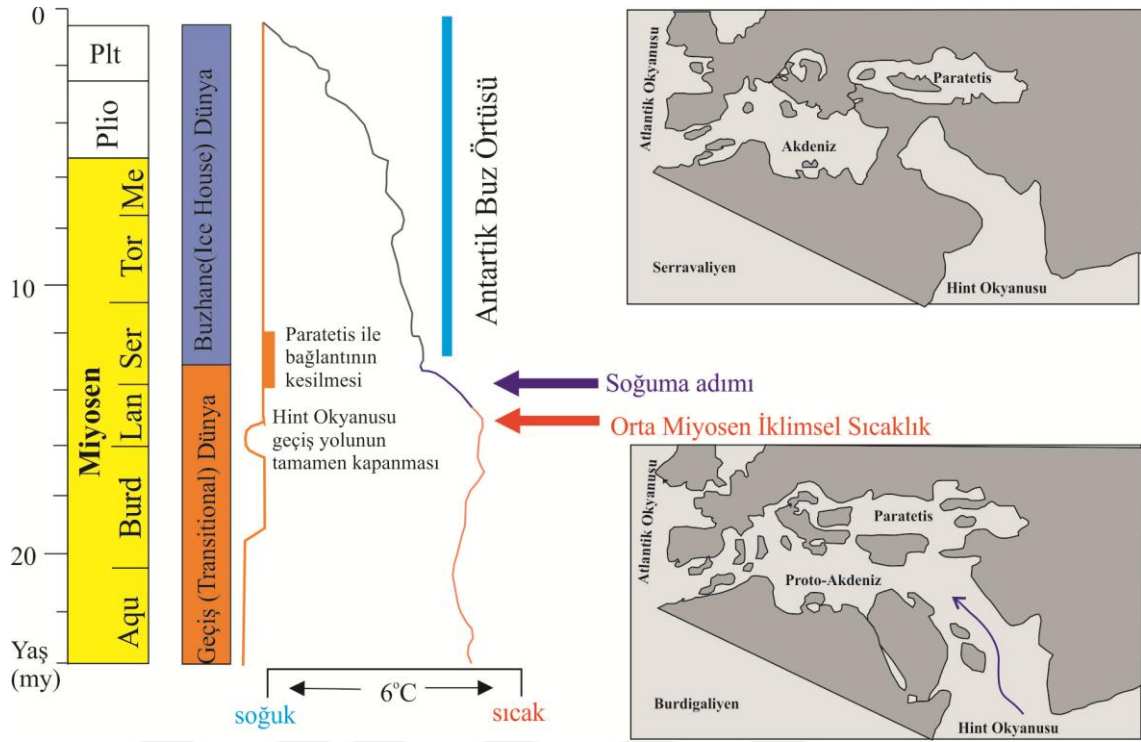 0
10
20
Yaş
(my)
Plt
Plio
Miyosen
Me
Tor
Ser
Lan
Burd
Aqu
Buzhane(Ice House) Dünya
Geçiş (Transitional) Dünya
Paratetis ile
bağlantının
kesilmesi
Hint Okyanusu
geçiş yolunun
tamamen kapanması
Antartik Buz Örtüsü
Soğuma adımı
Orta Miyosen İklimsel Sıcaklık
6°C
soğuk
sıcak
Atlantik Okyanusu
Paratetis
Akdeniz
Serravaliyen
Hint Okyanusu
Atlantik Okyanusu
Paratetis
Proto-Akdeniz
Burdigaliyen
Hint Okyanusu